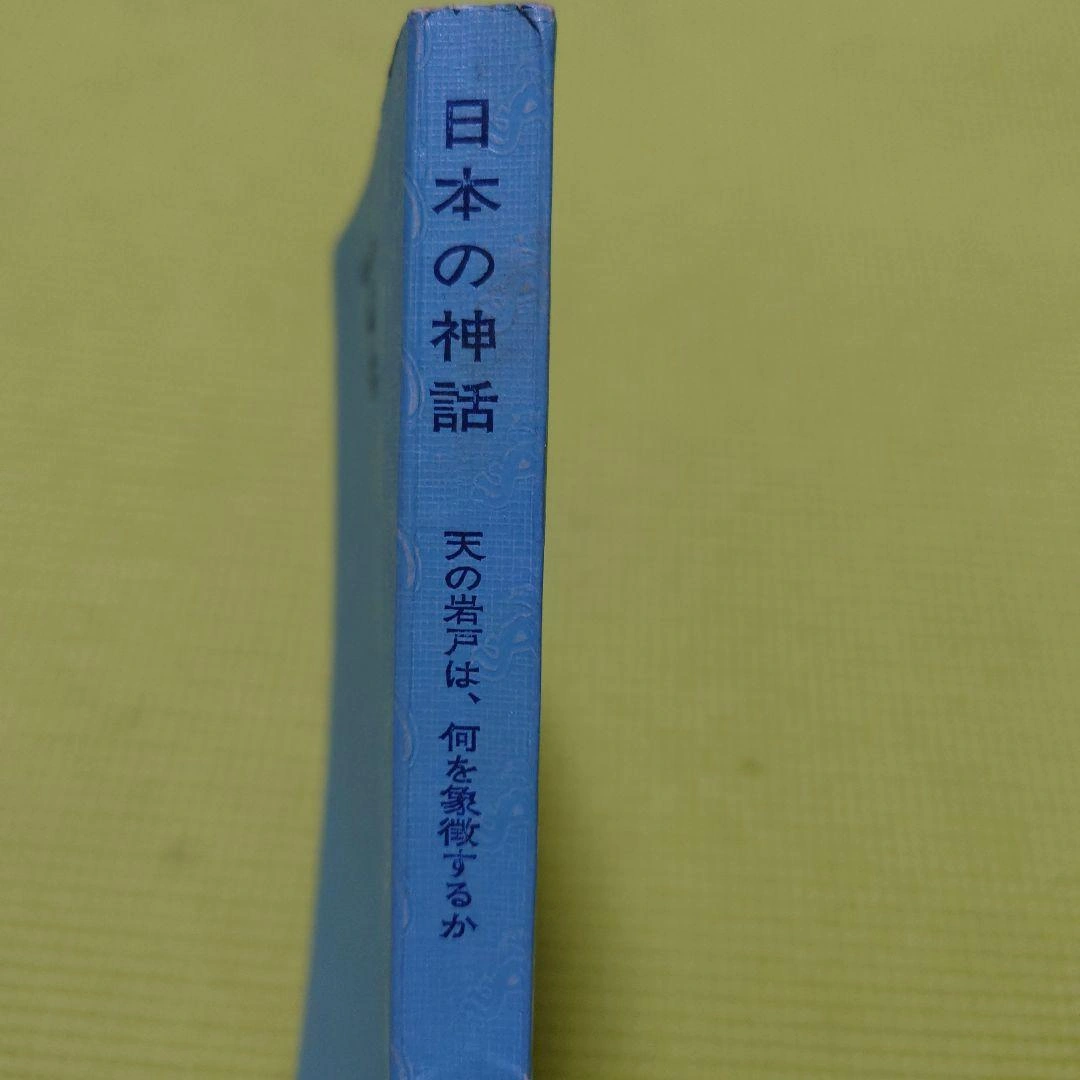 日本の神話
天の岩戸は、何を象徴するか